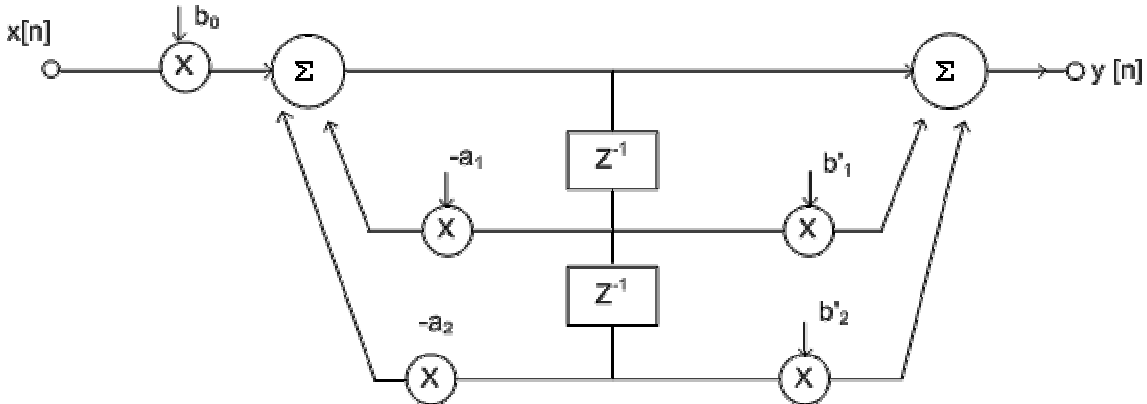 x[n]
b₀
X
Σ
Σ
y [n]
-a₁
Z⁻¹
b'₁
X
X
Z⁻¹
-a₂
b'₂
X
X